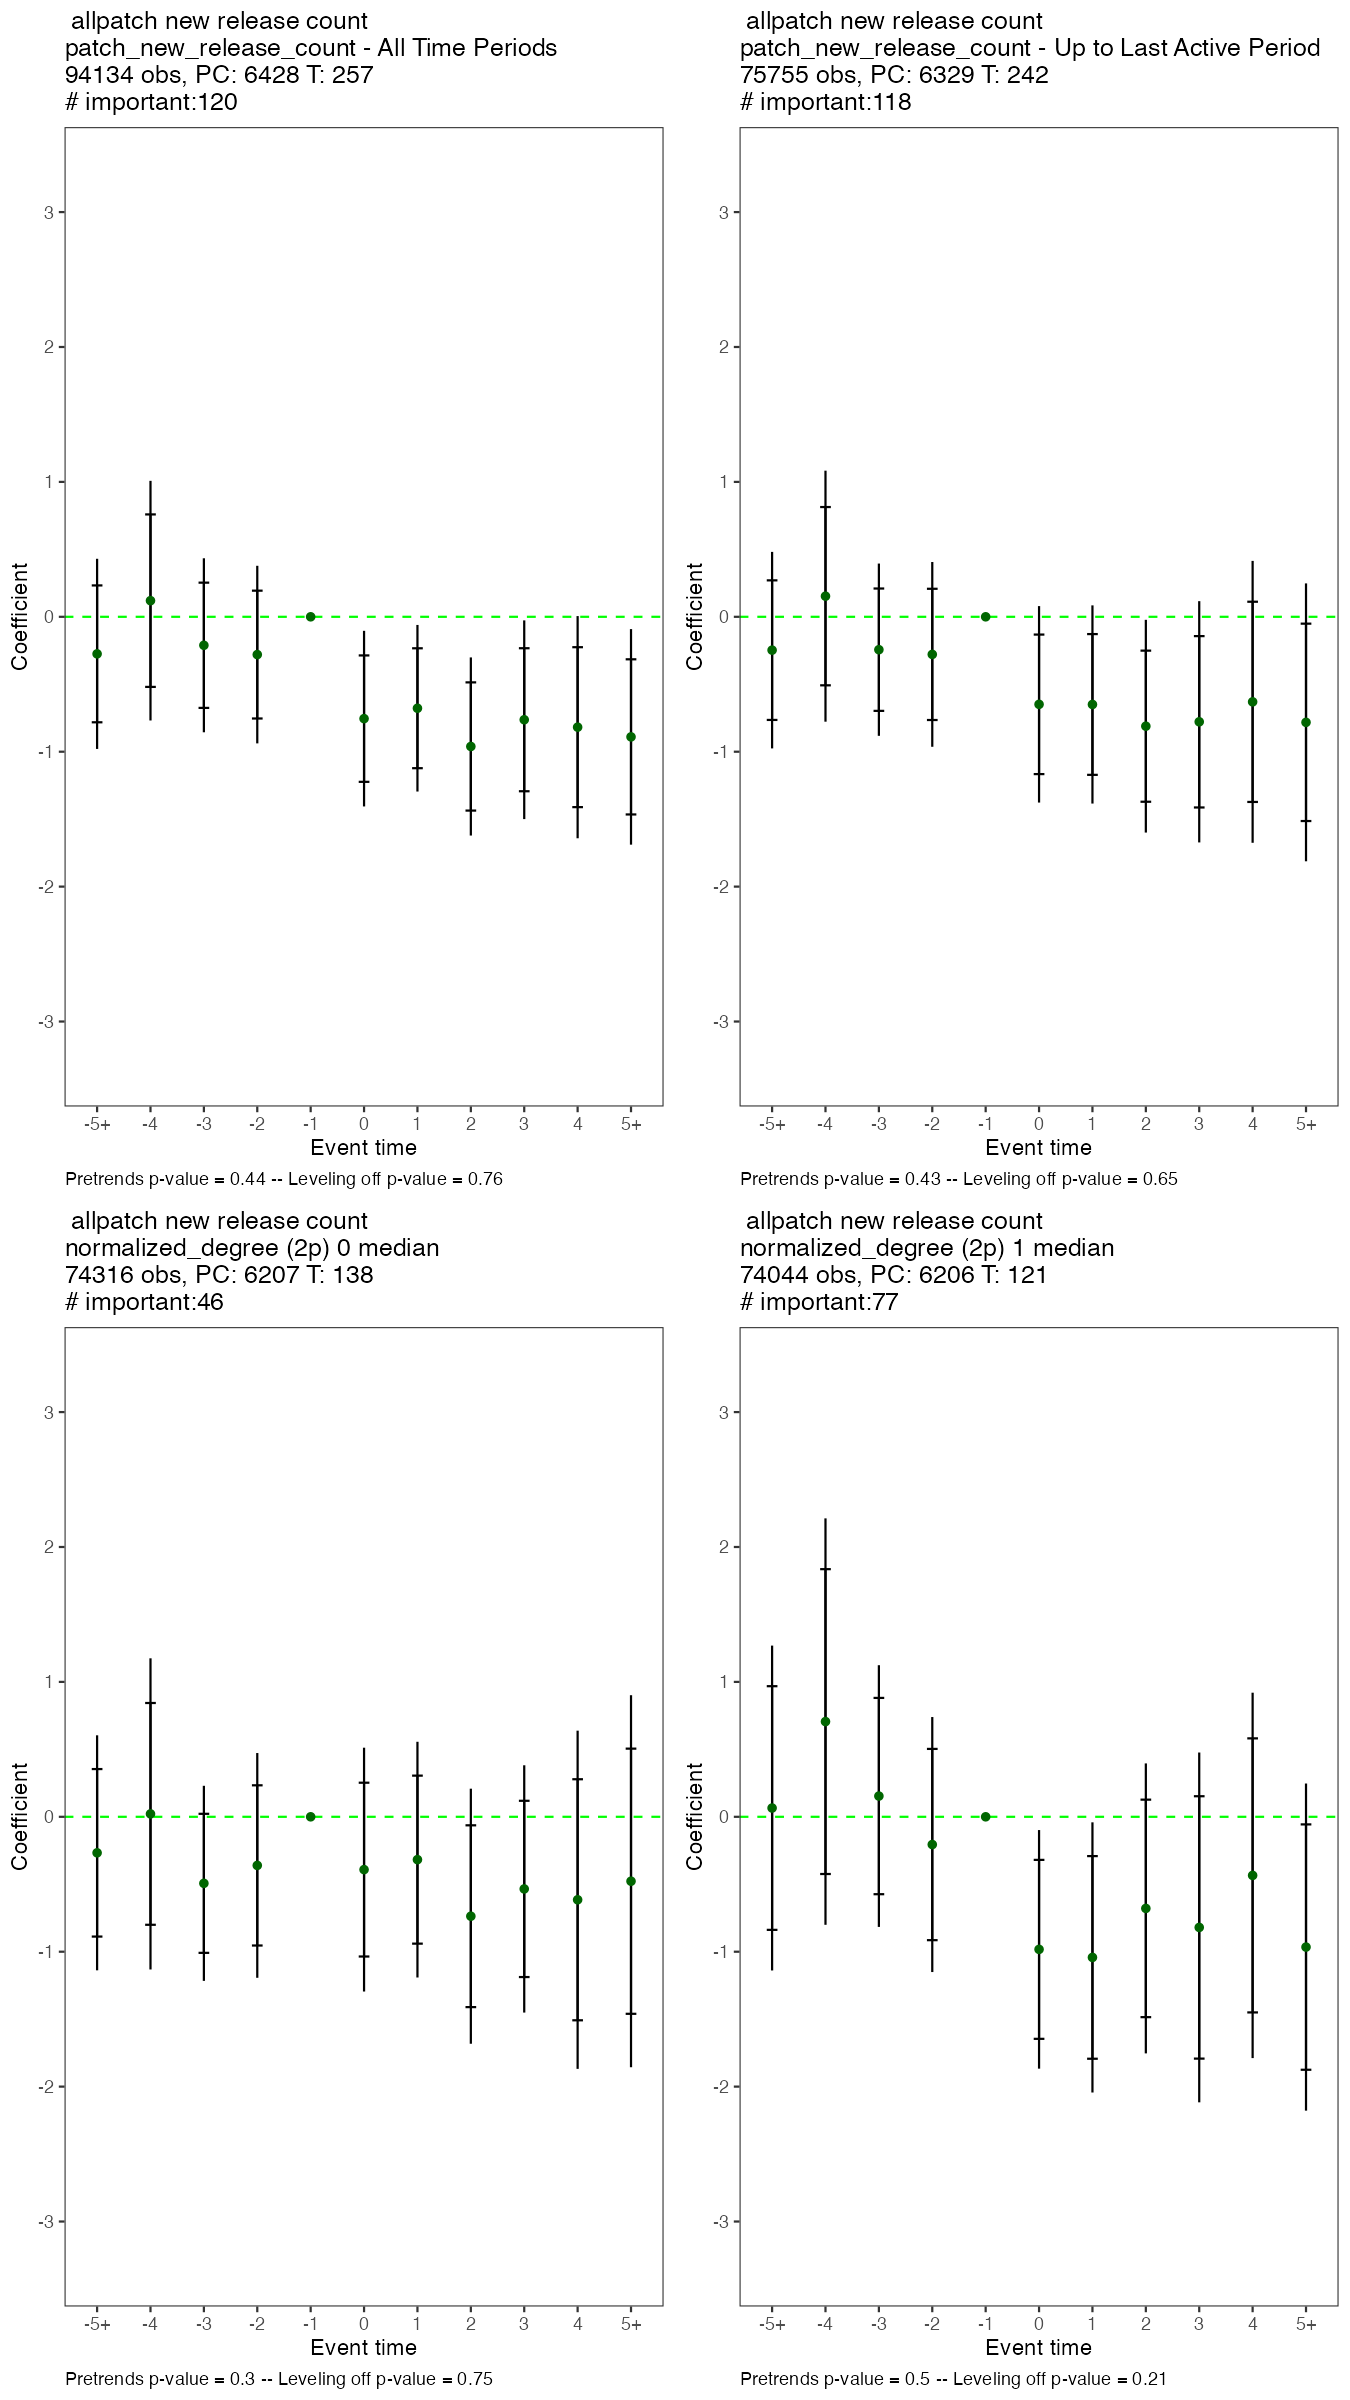 allpatch new release count
patch_new_release_count - All Time Periods
94134 obs, PC: 6428 T: 257
# important:120
3
2
1
0
-1
-2
-3
Coefficient
-5+ -4 -3 -2 -1 0 1 2 3 4 5+
Event time
Pretrends p-value = 0.44 -- Leveling off p-value = 0.76
allpatch new release count
patch_new_release_count - Up to Last Active Period
75755 obs, PC: 6329 T: 242
# important:118
3
2
1
0
-1
-2
-3
Coefficient
-5+ -4 -3 -2 -1 0 1 2 3 4 5+
Event time
Pretrends p-value = 0.43 -- Leveling off p-value = 0.65
allpatch new release count
normalized_degree (2p) 0 median
74316 obs, PC: 6207 T: 138
# important:46
3
2
1
0
-1
-2
-3
Coefficient
-5+ -4 -3 -2 -1 0 1 2 3 4 5+
Event time
Pretrends p-value = 0.3 -- Leveling off p-value = 0.75
allpatch new release count
normalized_degree (2p) 1 median
74044 obs, PC: 6206 T: 121
# important:77
3
2
1
0
-1
-2
-3
Coefficient
-5+ -4 -3 -2 -1 0 1 2 3 4 5+
Event time
Pretrends p-value = 0.5 -- Leveling off p-value = 0.21